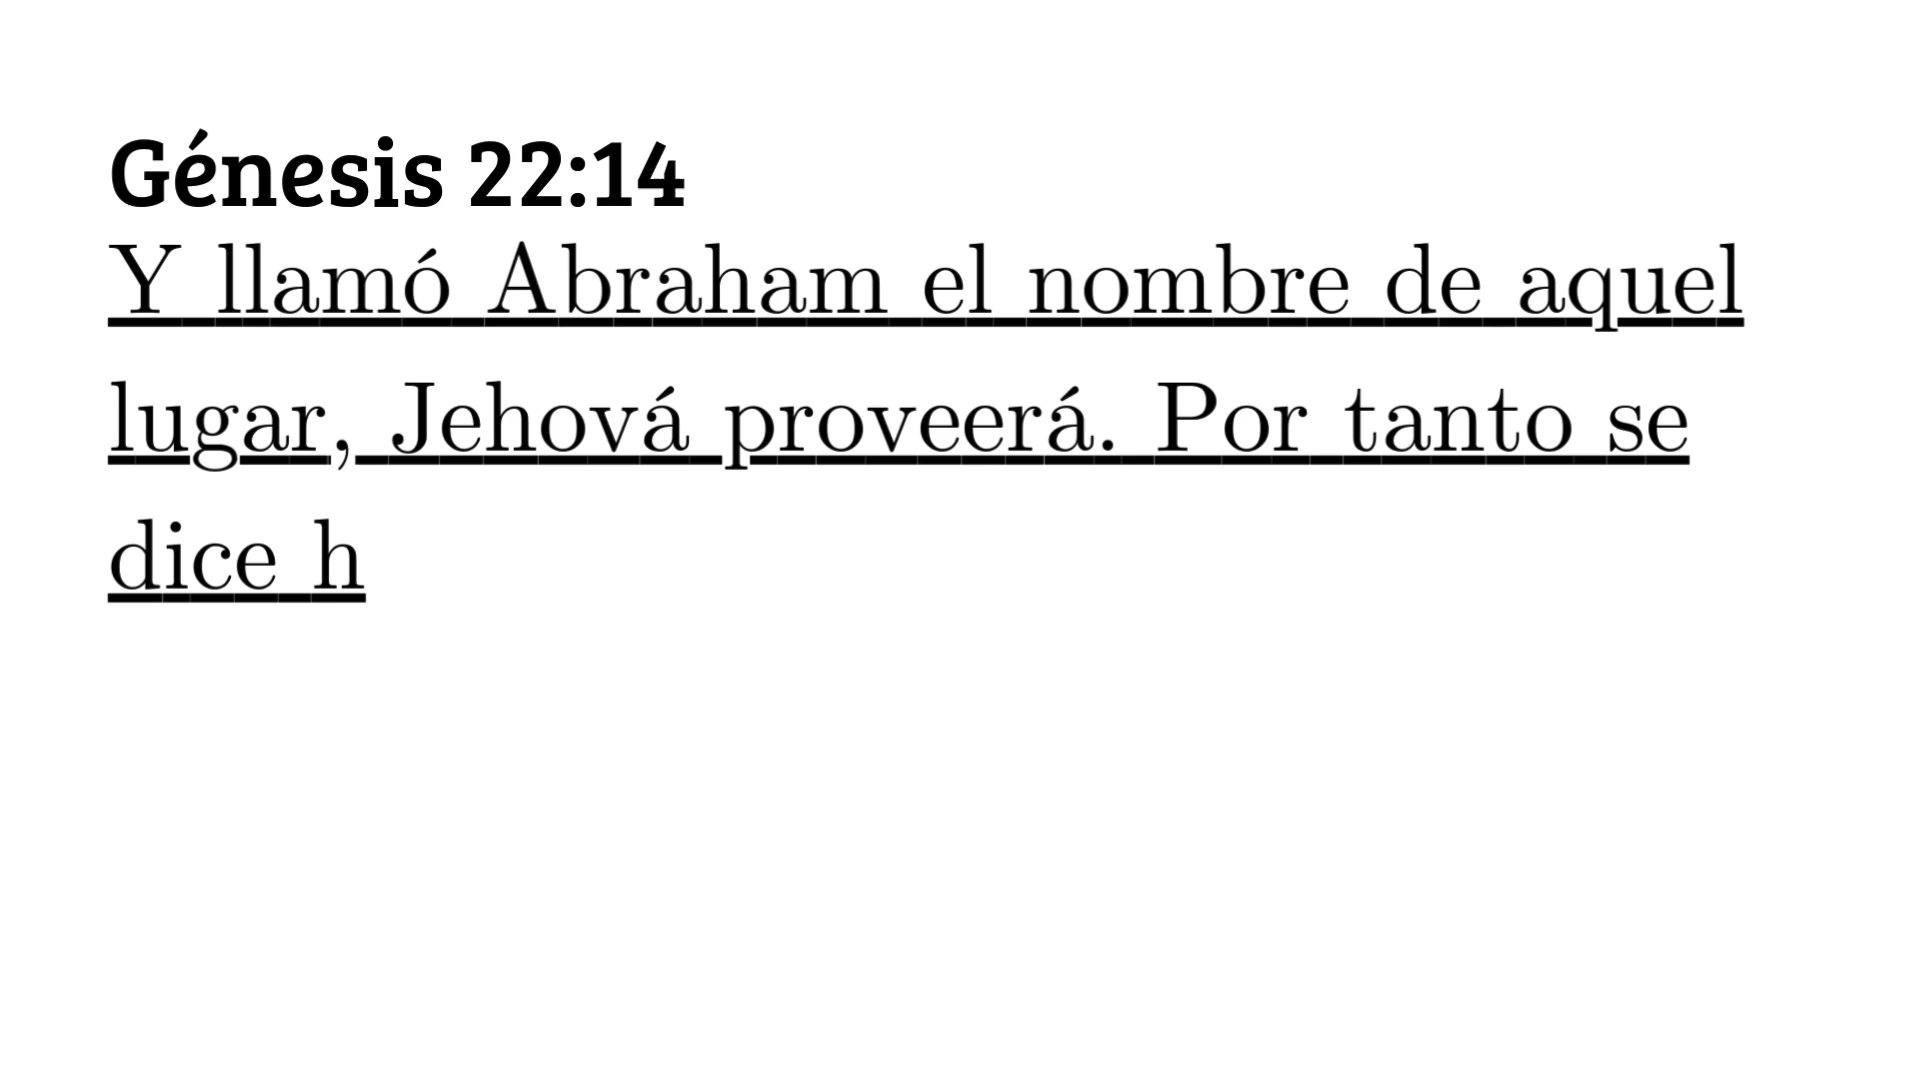 Génesis 22:14
Y llamó Abraham el nombre de aquel
lugar, Jehová proveerá. Por tanto se
dice h